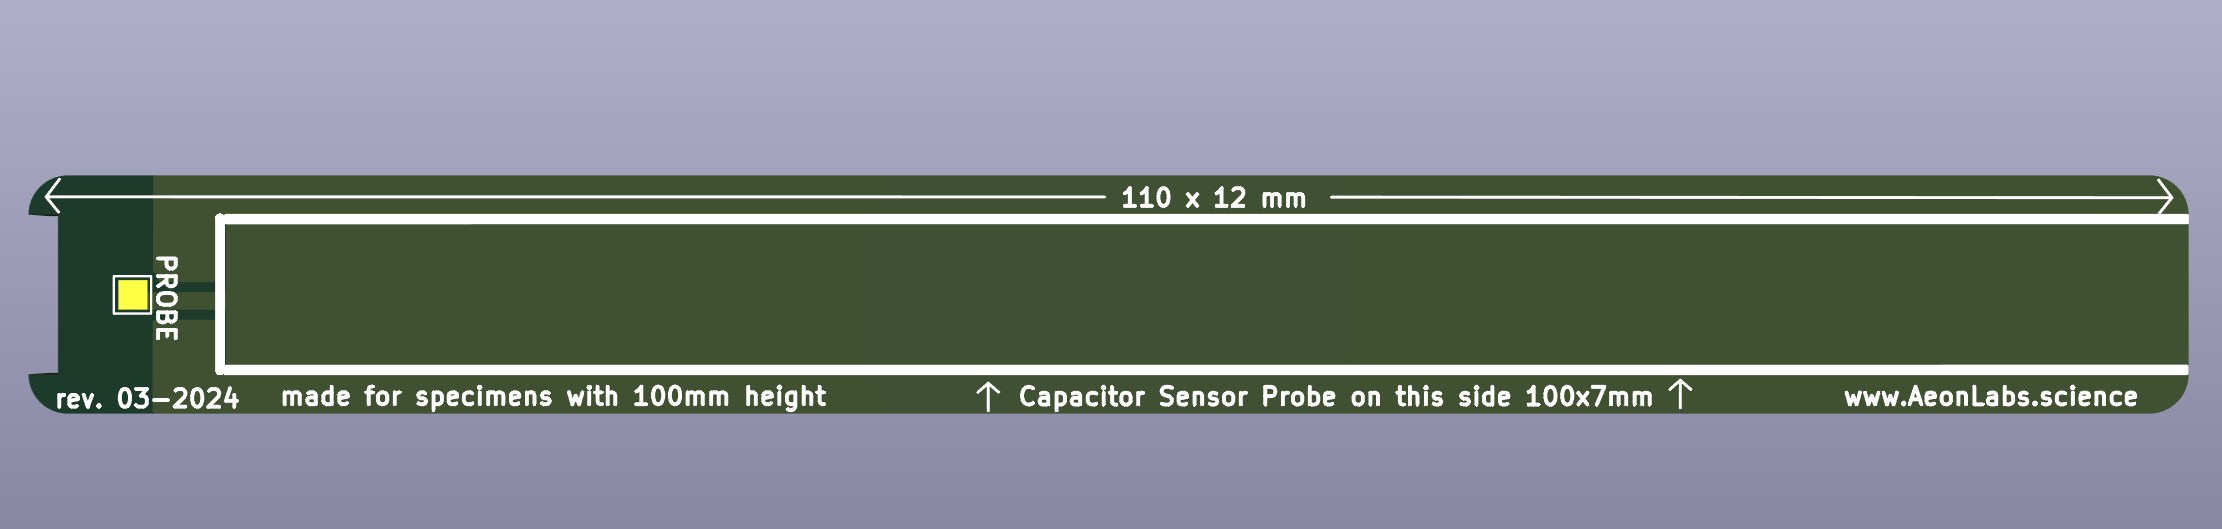 110 x 12 mm
PROBE
rev. 03-2024
made for specimens with 100mm height
↑ Capacitor Sensor Probe on this side 100x7mm ↑
www.AeonLabs.science